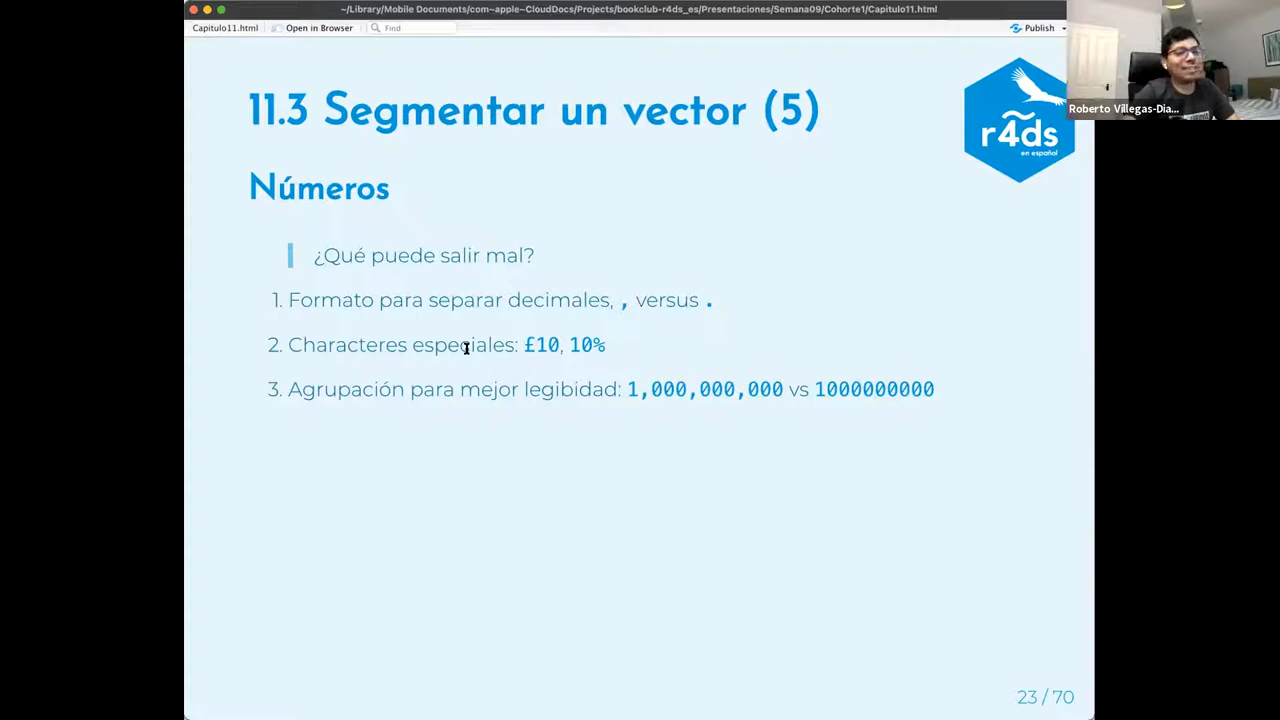 ~/Library/Mobile Documents/com~apple~CloudDocs/Projects/bookclub-r4ds_es/Presentaciones/Semana09/Cohorte1/Capitulo11.html
Capitulo11.html Open in Browser Find Publish
Roberto Villegas-Dia...
11.3 Segmentar un vector (5)
r4ds
en español
Números
¿Qué puede salir mal?
1. Formato para separar decimales, , versus .
2. Characteres especiales: £10, 10%
3. Agrupación para mejor legibidad: 1,000,000,000 vs 1000000000
23 / 70